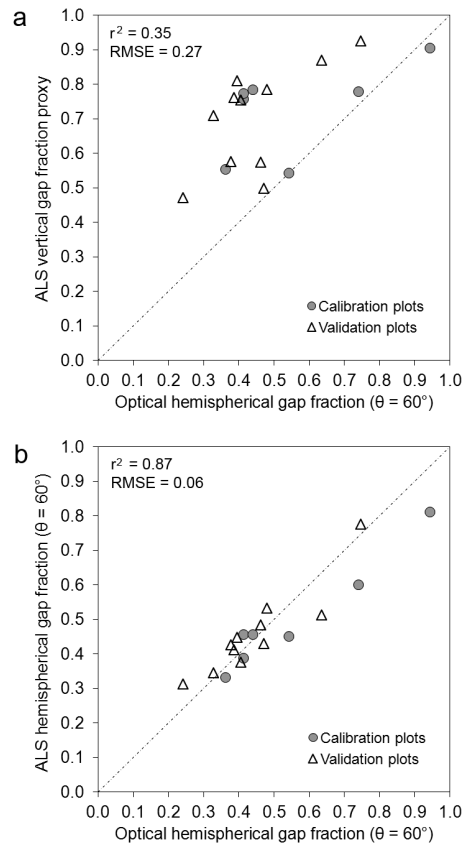 a
r² = 0.35
RMSE = 0.27
ALS vertical gap fraction proxy
1.0
0.9
0.8
0.7
0.6
0.5
0.4
0.3
0.2
0.1
0.0
Calibration plots
Validation plots
0.0 0.1 0.2 0.3 0.4 0.5 0.6 0.7 0.8 0.9 1.0
Optical hemispherical gap fraction (θ = 60°)
b
r² = 0.87
RMSE = 0.06
ALS hemispherical gap fraction (θ = 60°)
1.0
0.9
0.8
0.7
0.6
0.5
0.4
0.3
0.2
0.1
0.0
Calibration plots
Validation plots
0.0 0.1 0.2 0.3 0.4 0.5 0.6 0.7 0.8 0.9 1.0
Optical hemispherical gap fraction (θ = 60°)